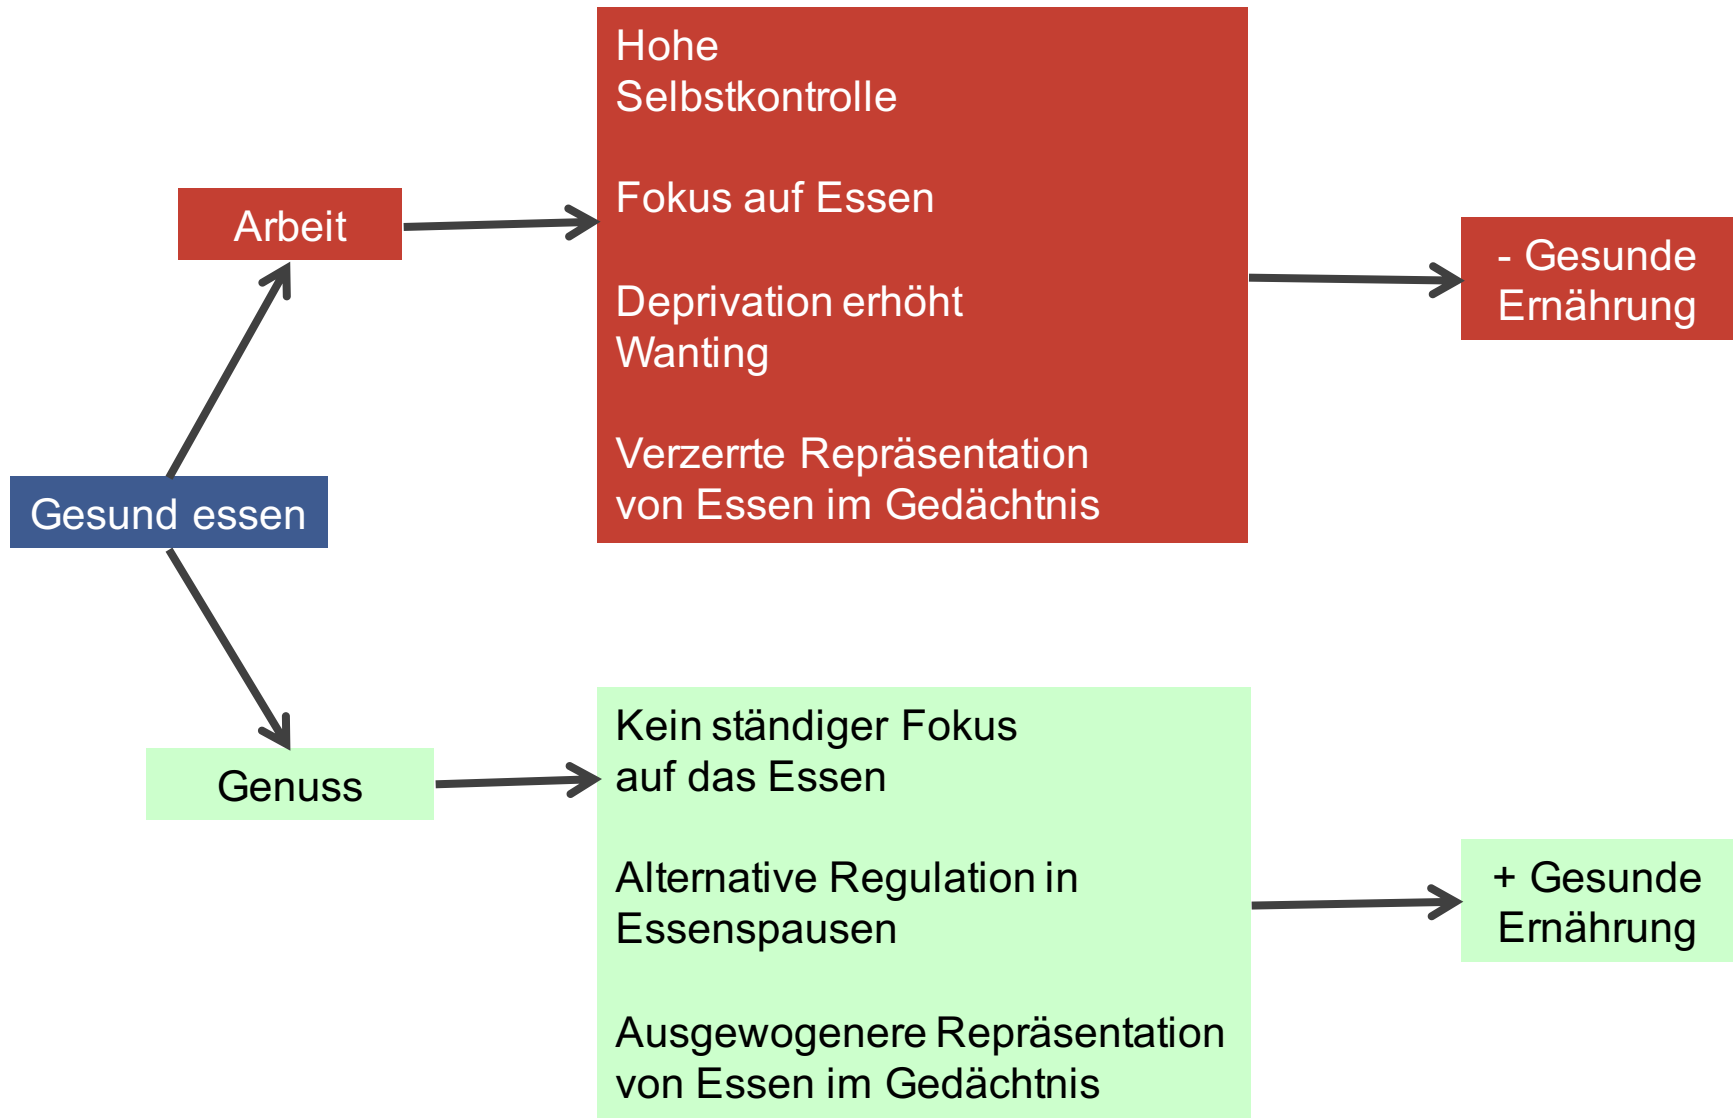 Hohe
Selbstkontrolle
Fokus auf Essen
Deprivation erhöht
Wanting
Verzerrte Repräsentation
von Essen im Gedächtnis
Arbeit
- Gesunde
Ernährung
Gesund essen
Genuss
Kein ständiger Fokus
auf das Essen
Alternative Regulation in
Essenspausen
Ausgewogenere Repräsentation
von Essen im Gedächtnis
+ Gesunde
Ernährung